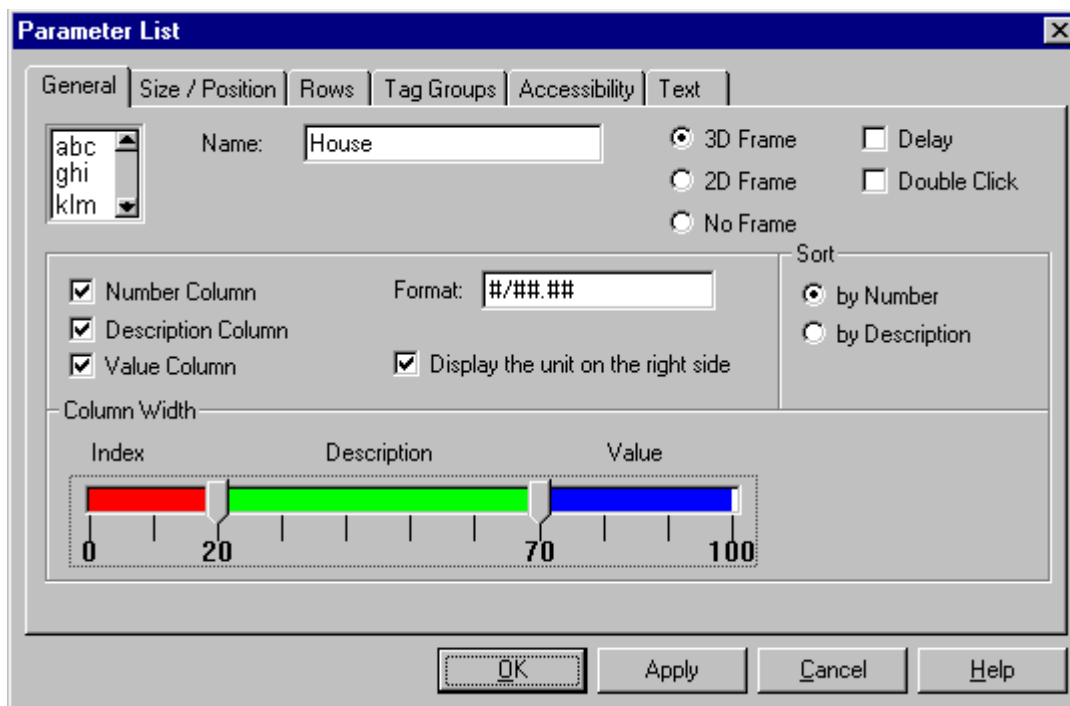 Parameter List
General Size / Position Rows Tag Groups Accessibility Text
abc
ghi
klm
Name: House
3D Frame
2D Frame
No Frame
Delay
Double Click
Number Column
Description Column
Value Column
Format: #/##.##
Display the unit on the right side
Sort
by Number
by Description
Column Width
Index Description Value
0 20 70 100
OK Apply Cancel Help